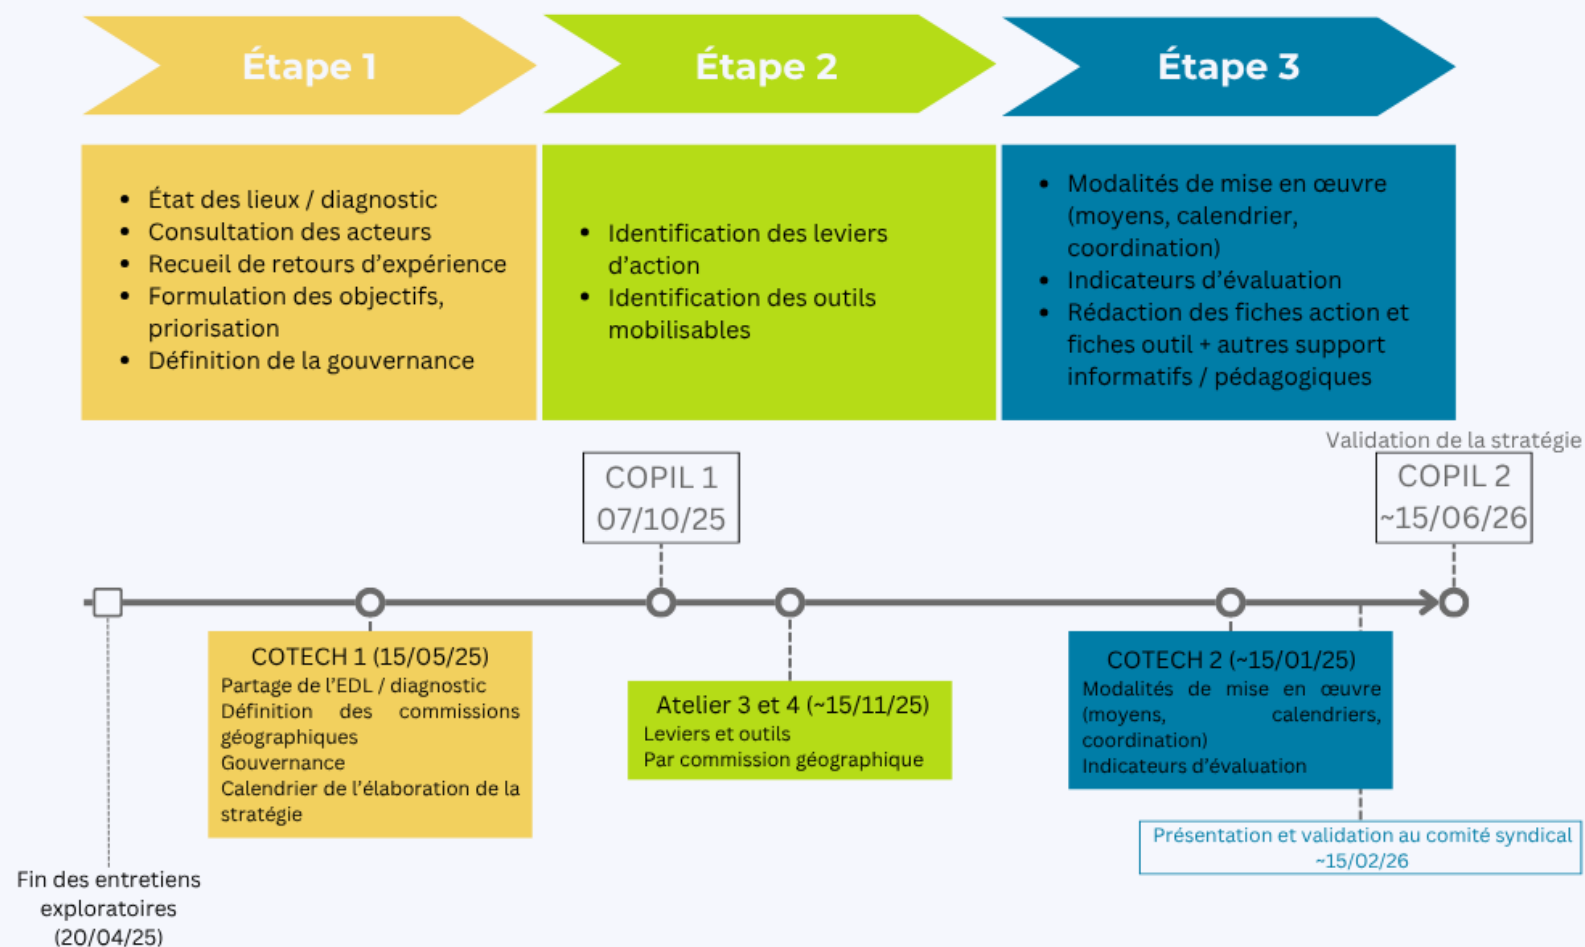 Étape 1
Étape 2
Étape 3
• État des lieux / diagnostic
• Consultation des acteurs
• Recueil de retours d'expérience
• Formulation des objectifs,
priorisation
• Définition de la gouvernance
• Identification des leviers
d'action
• Identification des outils
mobilisables
• Modalités de mise en œuvre
(moyens, calendrier,
coordination)
• Indicateurs d'évaluation
• Rédaction des fiches action et
fiches outil + autres support
informatifs / pédagogiques
Validation de la stratégie
COPIL 1
07/10/25
COPIL 2
~15/06/26
COTECH 1 (15/05/25)
Partage de l'EDL / diagnostic
Définition des commissions
géographiques
Gouvernance
Calendrier de l'élaboration de la
stratégie
Atelier 3 et 4 (~15/11/25)
Leviers et outils
Par commission géographique
COTECH 2 (~15/01/25)
Modalités de mise en œuvre
(moyens, calendriers,
coordination)
Indicateurs d'évaluation
Présentation et validation au comité syndical
~15/02/26
Fin des entretiens
exploratoires
(20/04/25)